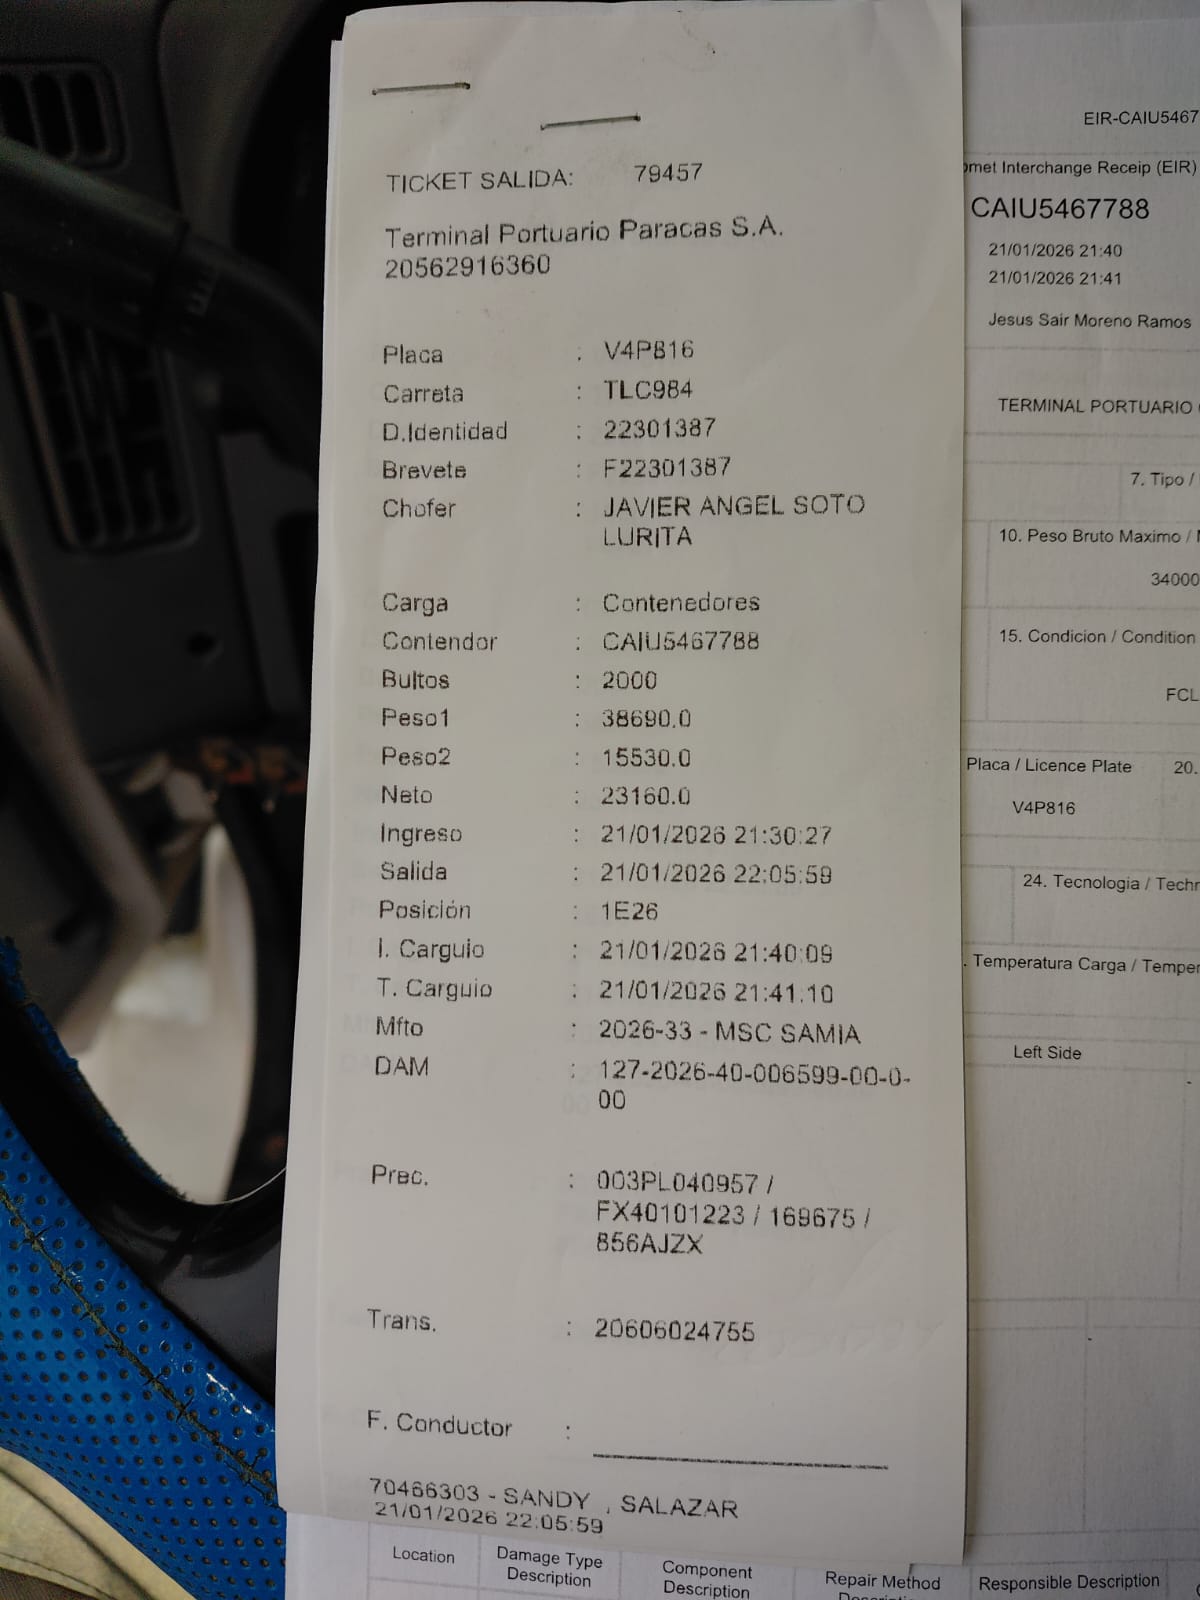 TICKET SALIDA: 79457
Terminal Portuario Paracas S.A.
20562916360
Placa : V4P816
Carreta : TLC984
D.Identidad : 22301387
Brevete : F22301387
Chofer : JAVIER ANGEL SOTO
LURITA
Carga : Contenedores
Contendor : CAIU5467788
Bultos : 2000
Peso1 : 38690.0
Peso2 : 15530.0
Neto : 23160.0
Ingreso : 21/01/2026 21:30:27
Salida : 21/01/2026 22:05:59
Posición : 1E26
I. Carguio : 21/01/2026 21:40:09
T. Carguio : 21/01/2026 21:41:10
Mfto : 2026-33 - MSC SAMIA
DAM : 127-2026-40-006599-00-0-
00
Prec. : 003PL040957 /
FX40101223 / 169675 /
856AJZX
Trans. : 20606024755
F. Conductor :
70466303 - SANDY , SALAZAR
21/01/2026 22:05:59
EIR-CAIU5467
Interchange Receip (EIR)
CAIU5467788
21/01/2026 21:40
21/01/2026 21:41
Jesus Sair Moreno Ramos
TERMINAL PORTUARIO
7. Tipo /
10. Peso Bruto Maximo /
34000
15. Condicion / Condition
FCL
Placa / Licence Plate 20.
V4P816
24. Tecnologia /
Temperatura Carga /
Left Side
Location
Damage Type
Description
Component
Description
Repair Method
Responsible Description